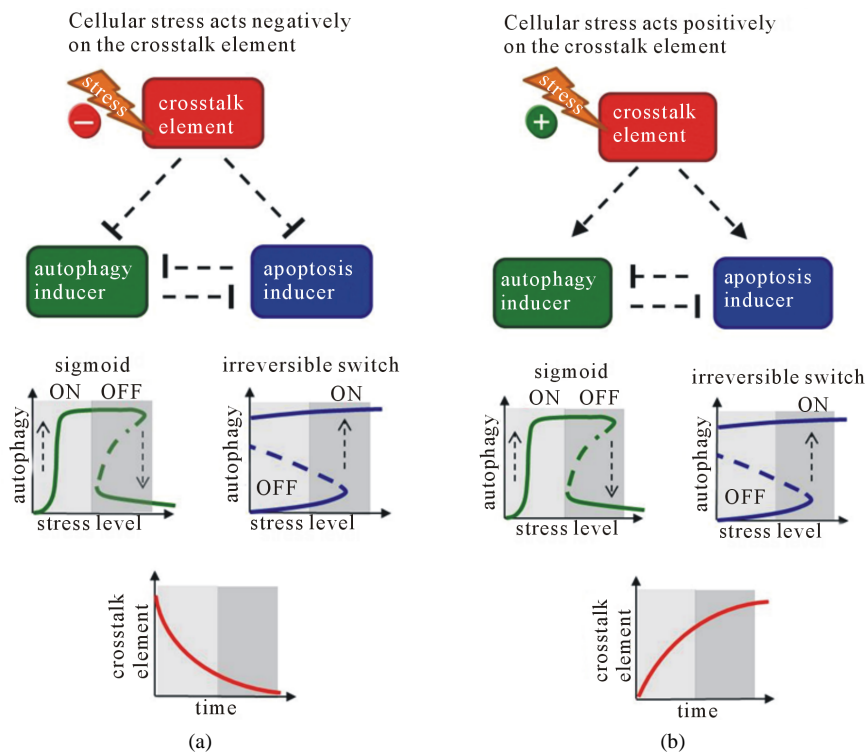 Cellular stress acts negatively
on the crosstalk element
stress
−
crosstalk
element
autophagy
inducer
apoptosis
inducer
sigmoid
ON OFF
autophagy
stress level
irreversible switch
ON
OFF
autophagy
stress level
crosstalk
element
time
(a)
Cellular stress acts positively
on the crosstalk element
stress
+
crosstalk
element
autophagy
inducer
apoptosis
inducer
sigmoid
ON OFF
autophagy
stress level
irreversible switch
ON
OFF
autophagy
stress level
crosstalk
element
time
(b)